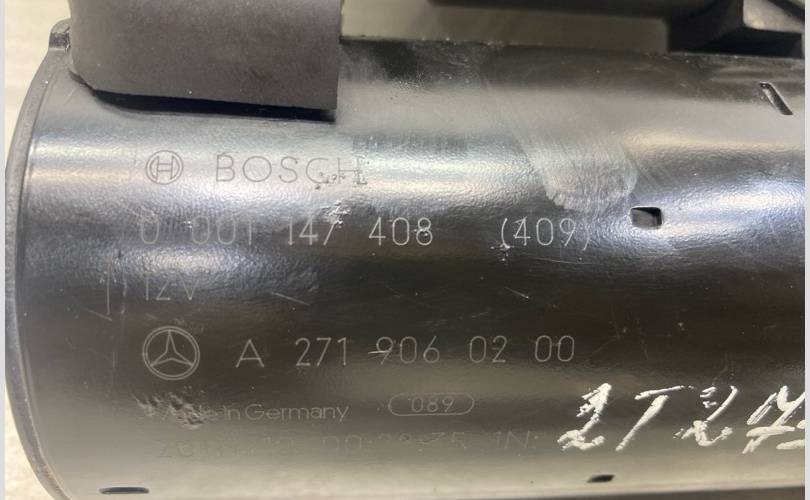 BOSCH
0 001 147 408 (409)
12V
A 271 906 02 00
Made in Germany 089